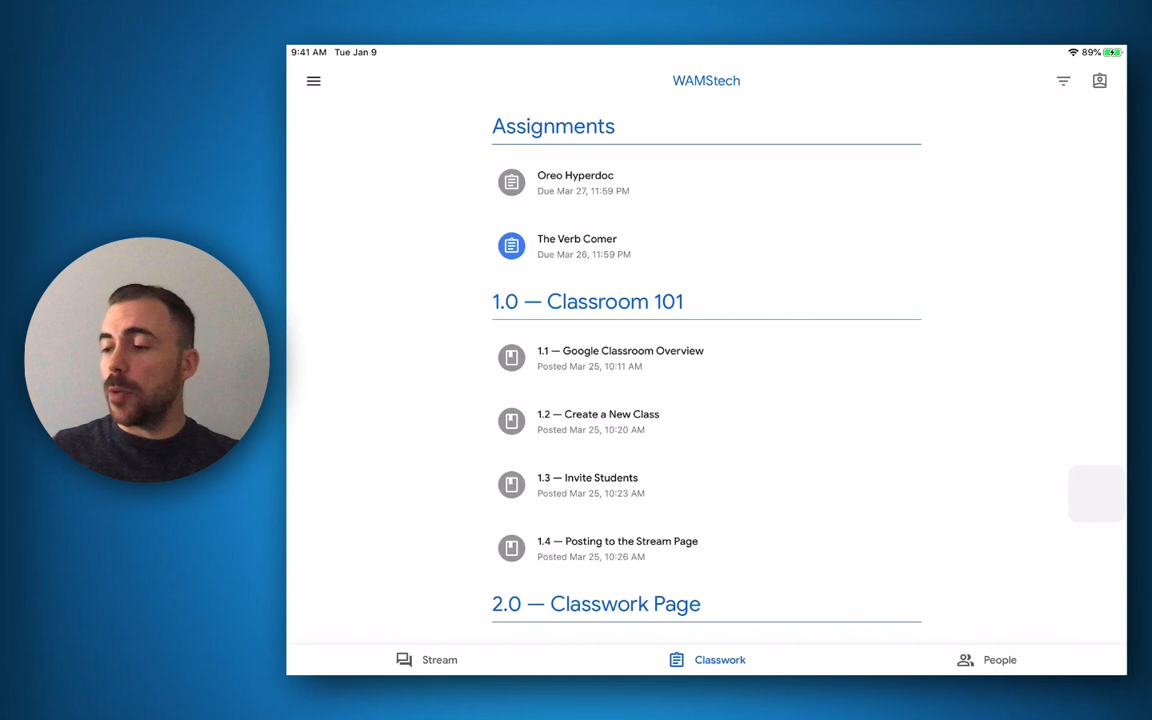 9:41 AM Tue Jan 9
89%
WAMStech
Assignments
Oreo Hyperdoc
Due Mar 27, 11:59 PM
The Verb Comer
Due Mar 26, 11:59 PM
1.0 — Classroom 101
1.1 — Google Classroom Overview
Posted Mar 25, 10:11 AM
1.2 — Create a New Class
Posted Mar 25, 10:20 AM
1.3 — Invite Students
Posted Mar 25, 10:23 AM
1.4 — Posting to the Stream Page
Posted Mar 25, 10:26 AM
2.0 — Classwork Page
Stream
Classwork
People